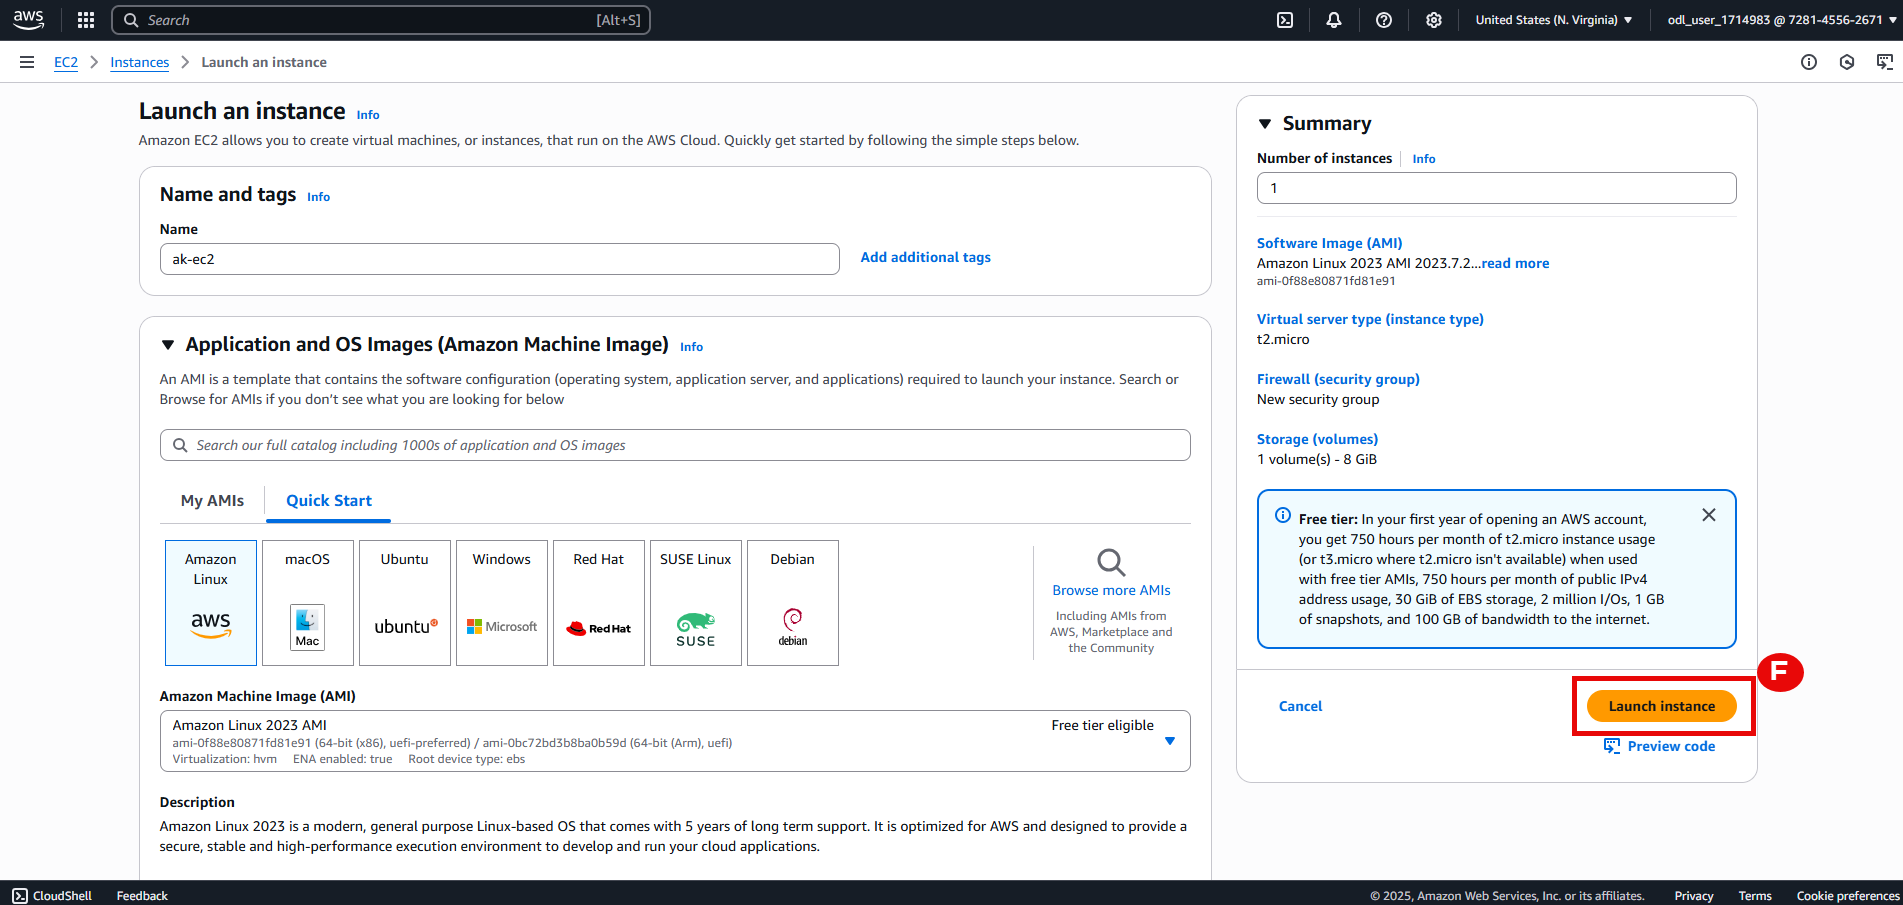 aws
Search
[Alt+S]
United States (N. Virginia)
odl_user_1714983 @ 7281-4556-2671
EC2
Instances
Launch an instance
Launch an instance Info
Amazon EC2 allows you to create virtual machines, or instances, that run on the AWS Cloud. Quickly get started by following the simple steps below.
Name and tags Info
Name
ak-ec2
Add additional tags
Application and OS Images (Amazon Machine Image) Info
An AMI is a template that contains the software configuration (operating system, application server, and applications) required to launch your instance. Search or
Browse for AMIs if you don't see what you are looking for below
Search our full catalog including 1000s of application and OS images
My AMIs
Quick Start
Amazon
Linux
aws
macOS
Mac
Ubuntu
ubuntu
Windows
Microsoft
Red Hat
Red Hat
SUSE Linux
SUSE
Debian
debian
Browse more AMIs
Including AMIs from
AWS, Marketplace and
the Community
Amazon Machine Image (AMI)
Amazon Linux 2023 AMI
Free tier eligible
ami-0f88e80871fd81e91 (64-bit (x86), uefi-preferred) / ami-0bc72bd3b8ba0b59d (64-bit (Arm), uefi)
Virtualization: hvm ENA enabled: true Root device type: ebs
Description
Amazon Linux 2023 is a modern, general purpose Linux-based OS that comes with 5 years of long term support. It is optimized for AWS and designed to provide a
secure, stable and high-performance execution environment to develop and run your cloud applications.
Summary
Number of instances Info
1
Software Image (AMI)
Amazon Linux 2023 AMI 2023.7.2...read more
ami-0f88e80871fd81e91
Virtual server type (instance type)
t2.micro
Firewall (security group)
New security group
Storage (volumes)
1 volume(s) - 8 GiB
Free tier: In your first year of opening an AWS account,
you get 750 hours per month of t2.micro instance usage
(or t3.micro where t2.micro isn't available) when used
with free tier AMIs, 750 hours per month of public IPv4
address usage, 30 GiB of EBS storage, 2 million I/Os, 1 GB
of snapshots, and 100 GB of bandwidth to the internet.
F
Cancel
Launch instance
Preview code
CloudShell
Feedback
© 2025, Amazon Web Services, Inc. or its affiliates.
Privacy
Terms
Cookie preferences